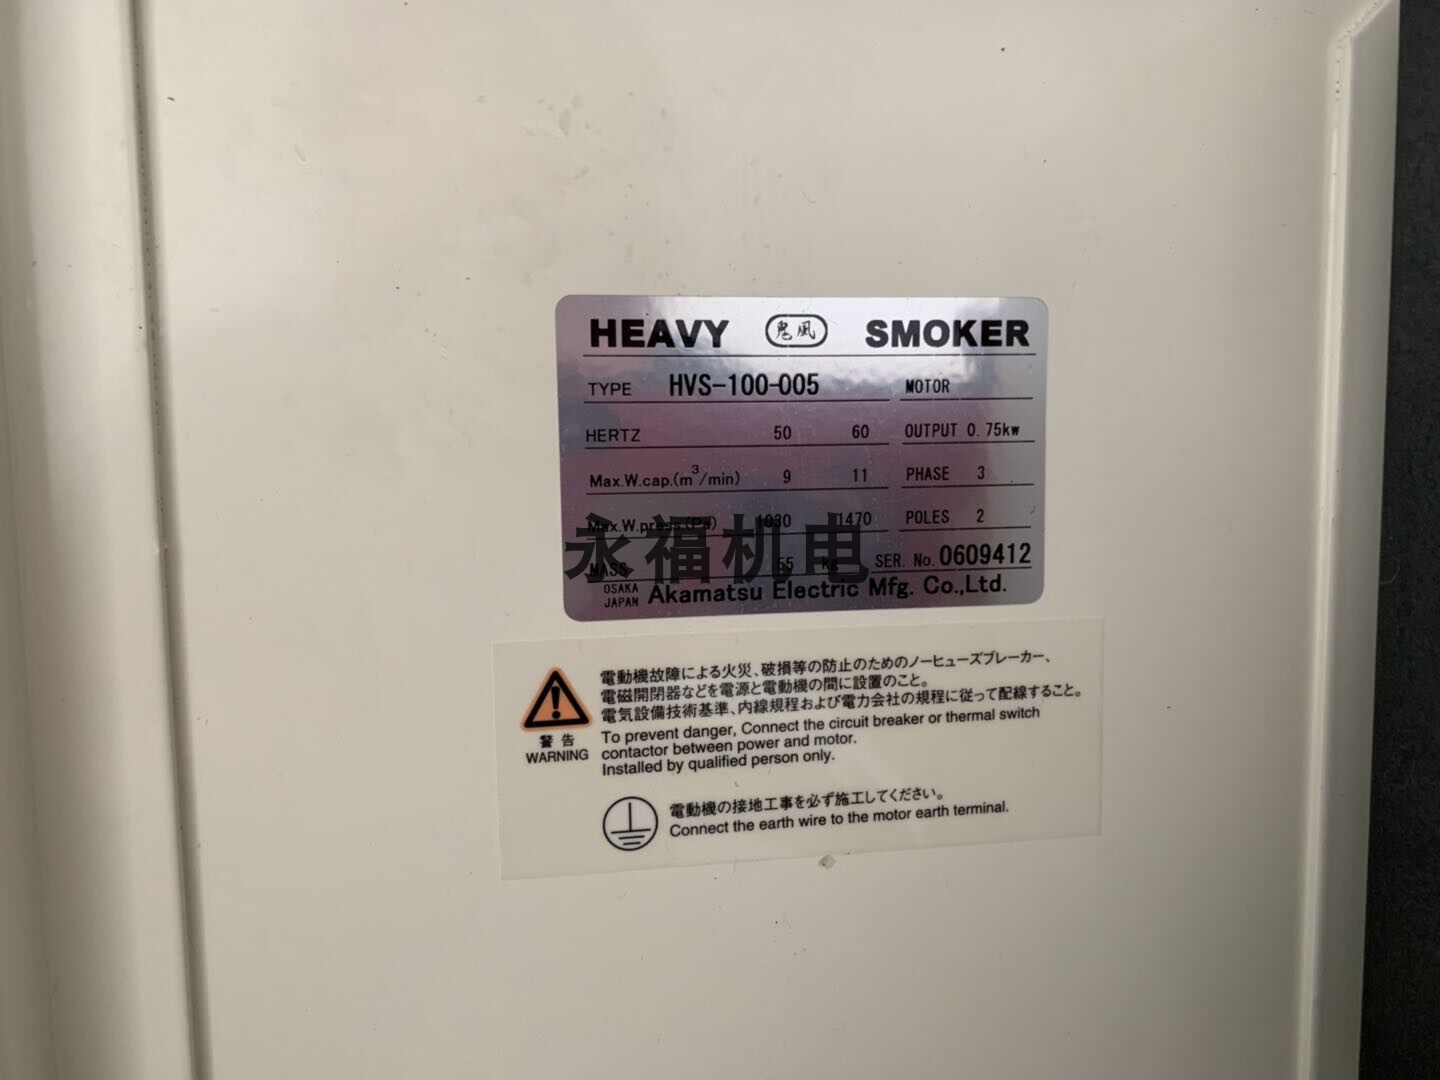 HEAVY 鬼風 SMOKER
TYPE HVS-100-005 MOTOR
HERTZ 50 60 OUTPUT 0.75kw
Max.W.cap.(m³/min) 9 11 PHASE 3
Max.W.press.(Pa) 1030 1470 POLES 2
MASS 55 kg SER. No. 0609412
OSAKA JAPAN Akamatsu Electric Mfg. Co.,Ltd.
永福机电
電動機故障による火災、破損等の防止のためのノーヒューズブレーカー、
電磁開閉器などを電源と電動機の間に設置のこと。
電気設備技術基準、内線規程および電力会社の規程に従って配線すること。
警告
WARNING
To prevent danger, Connect the circuit breaker or thermal switch
contactor between power and motor.
Installed by qualified person only.
電動機の接地工事を必ず施工してください。
Connect the earth wire to the motor earth terminal.